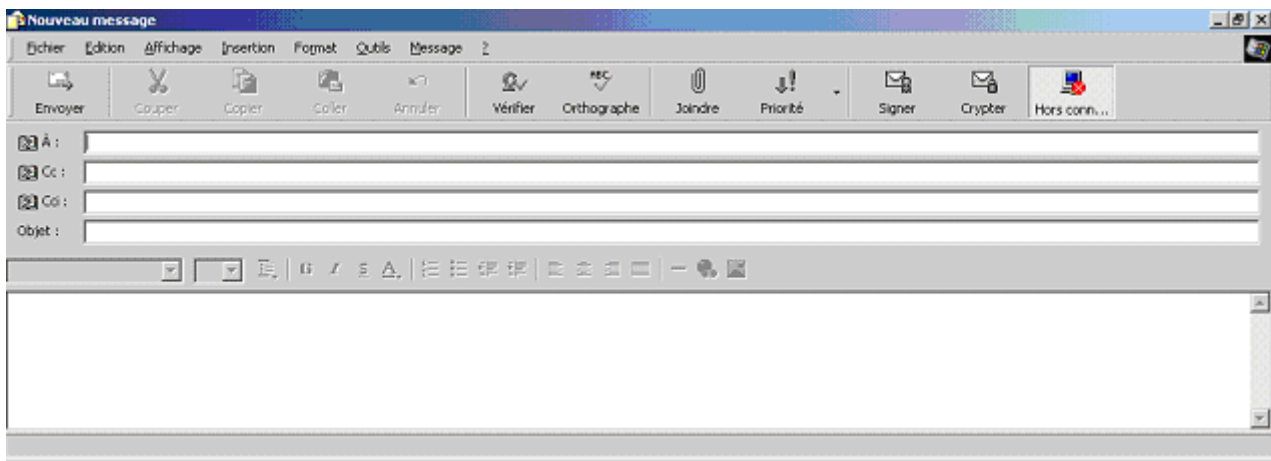 Nouveau message
Fichier Edition Affichage Insertion Format Outils Message ?
Envoyer Couper Copier Coller Annuler Vérifier Orthographe Joindre Priorité Signer Crypter Hors conn...
À :
Cc :
Cci :
Objet :
G I S A